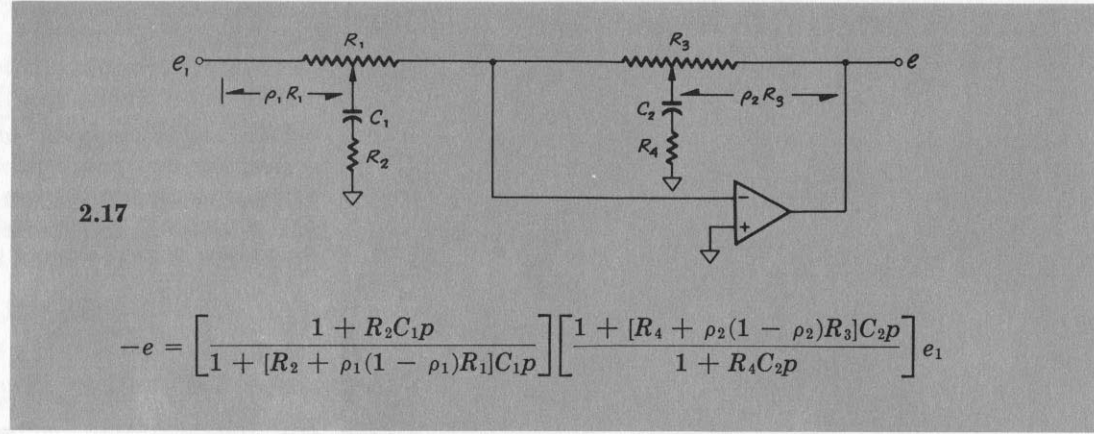 R₁ R₃
e₁ e
ρ₁R₁ C₁ C₂ ρ₂R₃
R₂ R₄
−
+
2.17
−e = [(1 + R₂C₁p)/(1 + [R₂ + ρ₁(1 − ρ₁)R₁]C₁p)][(1 + [R₄ + ρ₂(1 − ρ₂)R₃]C₂p)/(1 + R₄C₂p)] e₁